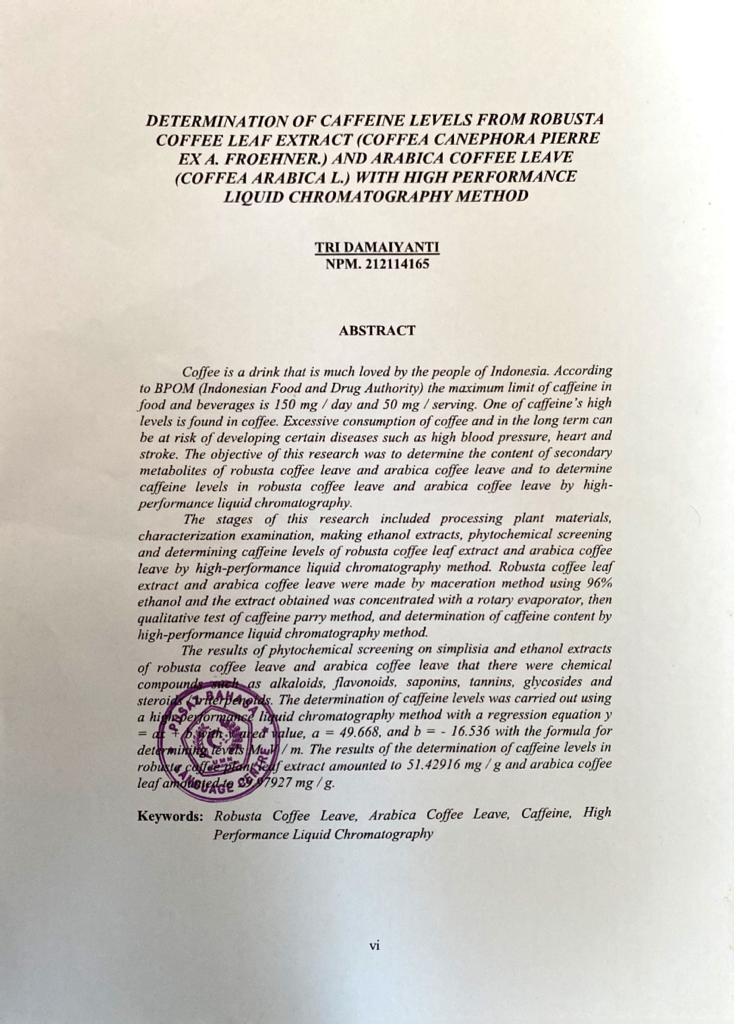 DETERMINATION OF CAFFEINE LEVELS FROM ROBUSTA
COFFEE LEAF EXTRACT (COFFEA CANEPHORA PIERRE
EX A. FROEHNER.) AND ARABICA COFFEE LEAVE
(COFFEA ARABICA L.) WITH HIGH PERFORMANCE
LIQUID CHROMATOGRAPHY METHOD
TRI DAMAIYANTI
NPM. 212114165
ABSTRACT
Coffee is a drink that is much loved by the people of Indonesia. According
to BPOM (Indonesian Food and Drug Authority) the maximum limit of caffeine in
food and beverages is 150 mg / day and 50 mg / serving. One of caffeine's high
levels is found in coffee. Excessive consumption of coffee and in the long term can
be at risk of developing certain diseases such as high blood pressure, heart and
stroke. The objective of this research was to determine the content of secondary
metabolites of robusta coffee leave and arabica coffee leave and to determine
caffeine levels in robusta coffee leave and arabica coffee leave by high-
performance liquid chromatography.
The stages of this research included processing plant materials,
characterization examination, making ethanol extracts, phytochemical screening
and determining caffeine levels of robusta coffee leaf extract and arabica coffee
leave by high-performance liquid chromatography method. Robusta coffee leaf
extract and arabica coffee leave were made by maceration method using 96%
ethanol and the extract obtained was concentrated with a rotary evaporator, then
qualitative test of caffeine parry method, and determination of caffeine content by
high-performance liquid chromatography method.
The results of phytochemical screening on simplisia and ethanol extracts
of robusta coffee leave and arabica coffee leave that there were chemical
compounds such as alkaloids, flavonoids, saponins, tannins, glycosides and
steroids / triterpenoids. The determination of caffeine levels was carried out using
a high-performance liquid chromatography method with a regression equation y
= b with value, a = 49.668, and b = - 16.536 with the formula for
determining levels / m. The results of the determination of caffeine levels in
robusta coffee plant leaf extract amounted to 51.42916 mg / g and arabica coffee
leaf amounted to mg / g.
Keywords: Robusta Coffee Leave, Arabica Coffee Leave, Caffeine, High
Performance Liquid Chromatography
PUSAT BAHASA
LANGUAGE CENTRE
vi